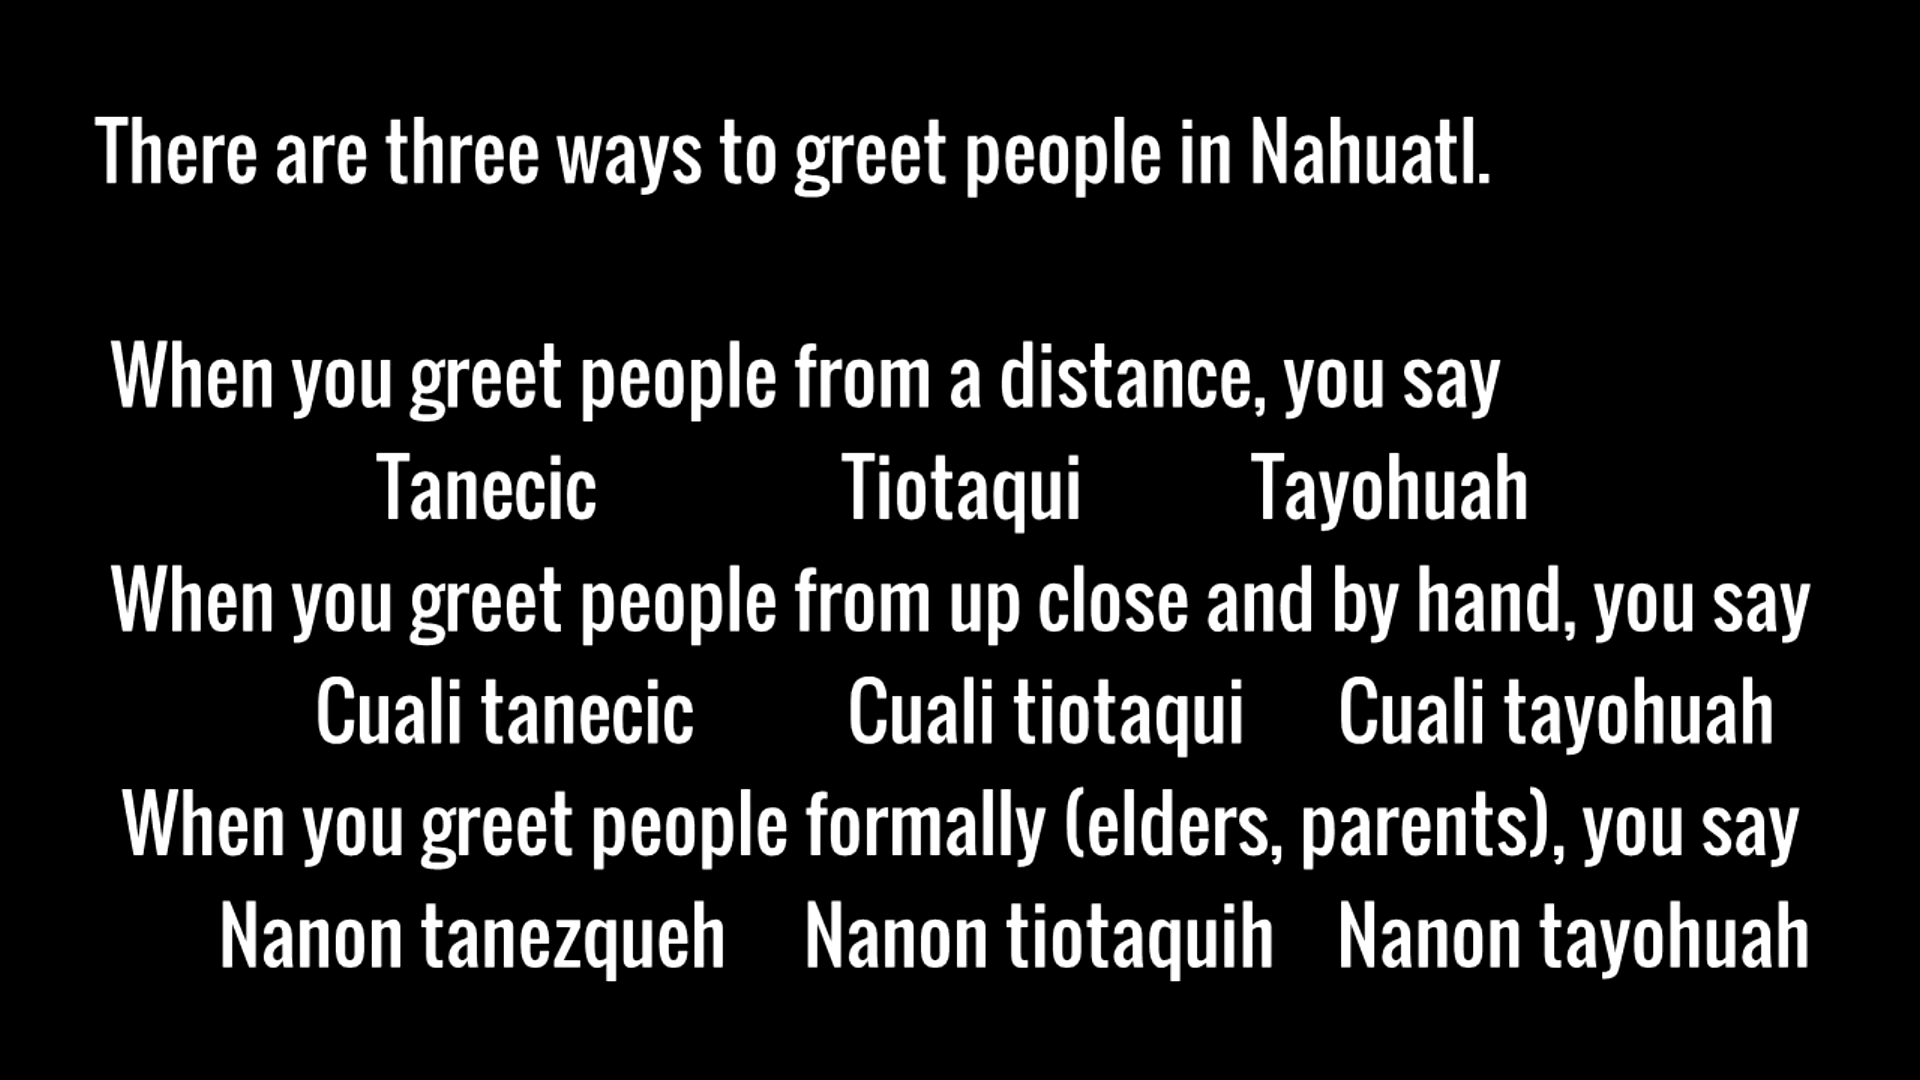 There are three ways to greet people in Nahuatl.
When you greet people from a distance, you say
Tanecic Tiotaqui Tayohuah
When you greet people from up close and by hand, you say
Cuali tanecic Cuali tiotaqui Cuali tayohuah
When you greet people formally (elders, parents), you say
Nanon tanezqueh Nanon tiotaquih Nanon tayohuah